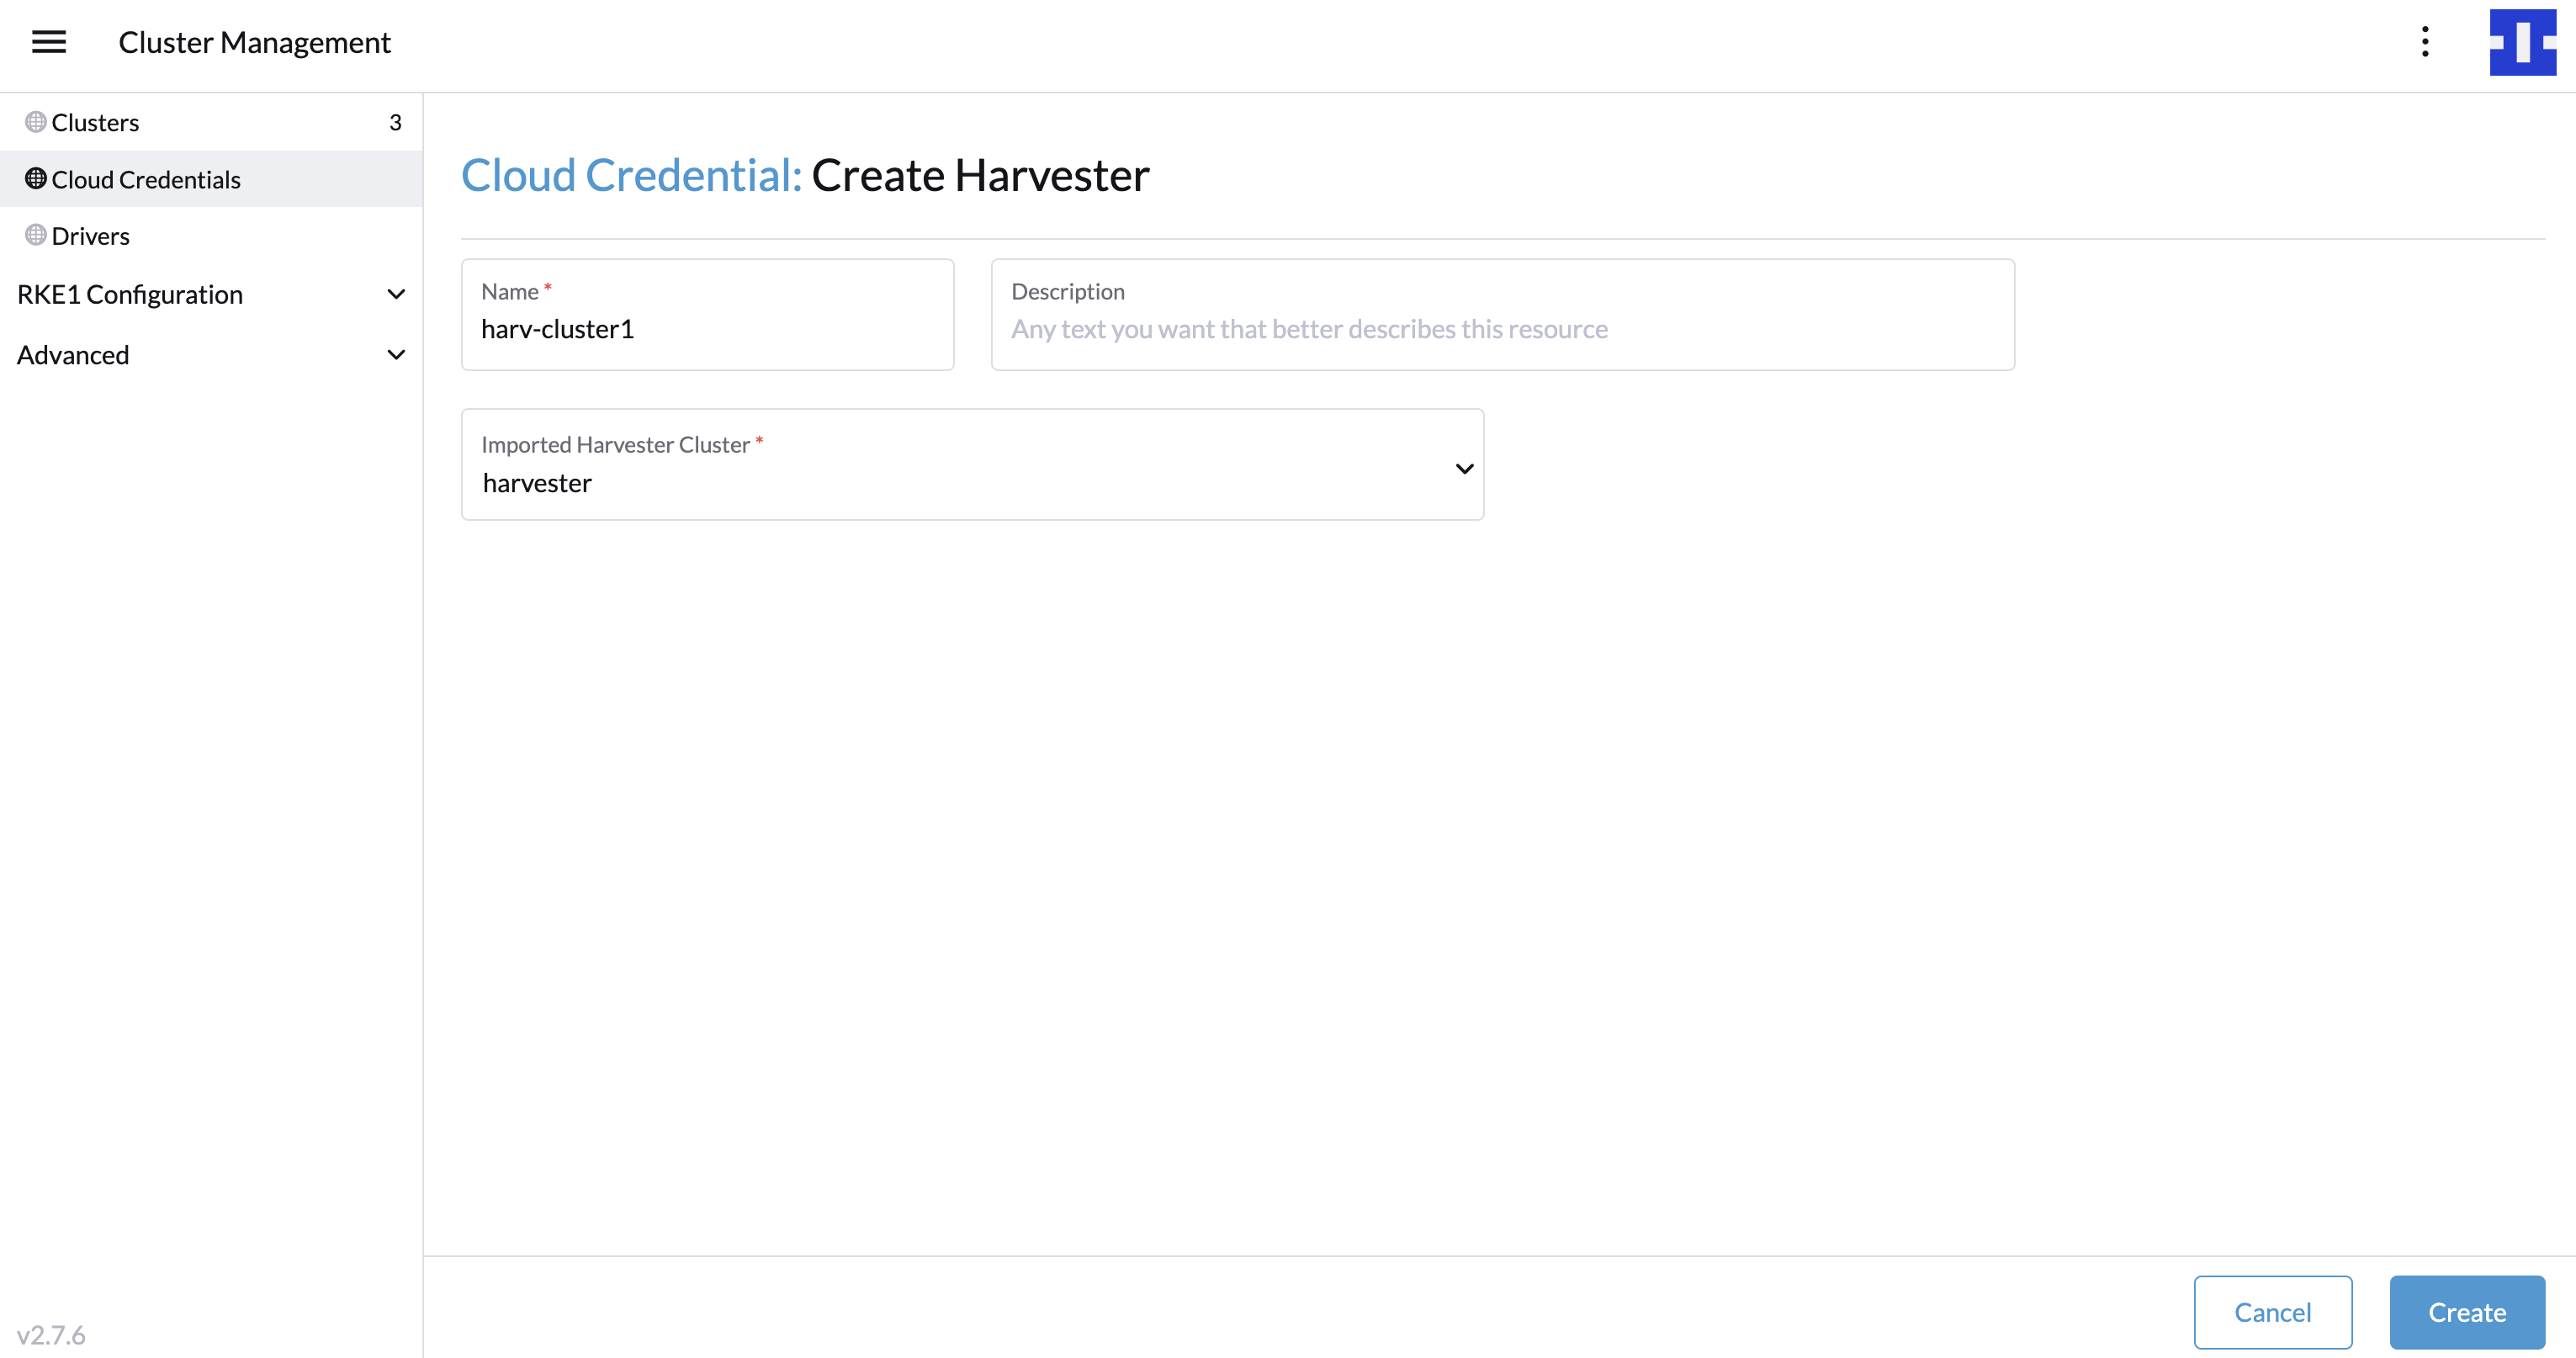 Cluster Management
Clusters 3
Cloud Credentials
Drivers
RKE1 Configuration
Advanced
v2.7.6
Cloud Credential: Create Harvester
Name *
harv-cluster1
Description
Any text you want that better describes this resource
Imported Harvester Cluster *
harvester
Cancel
Create